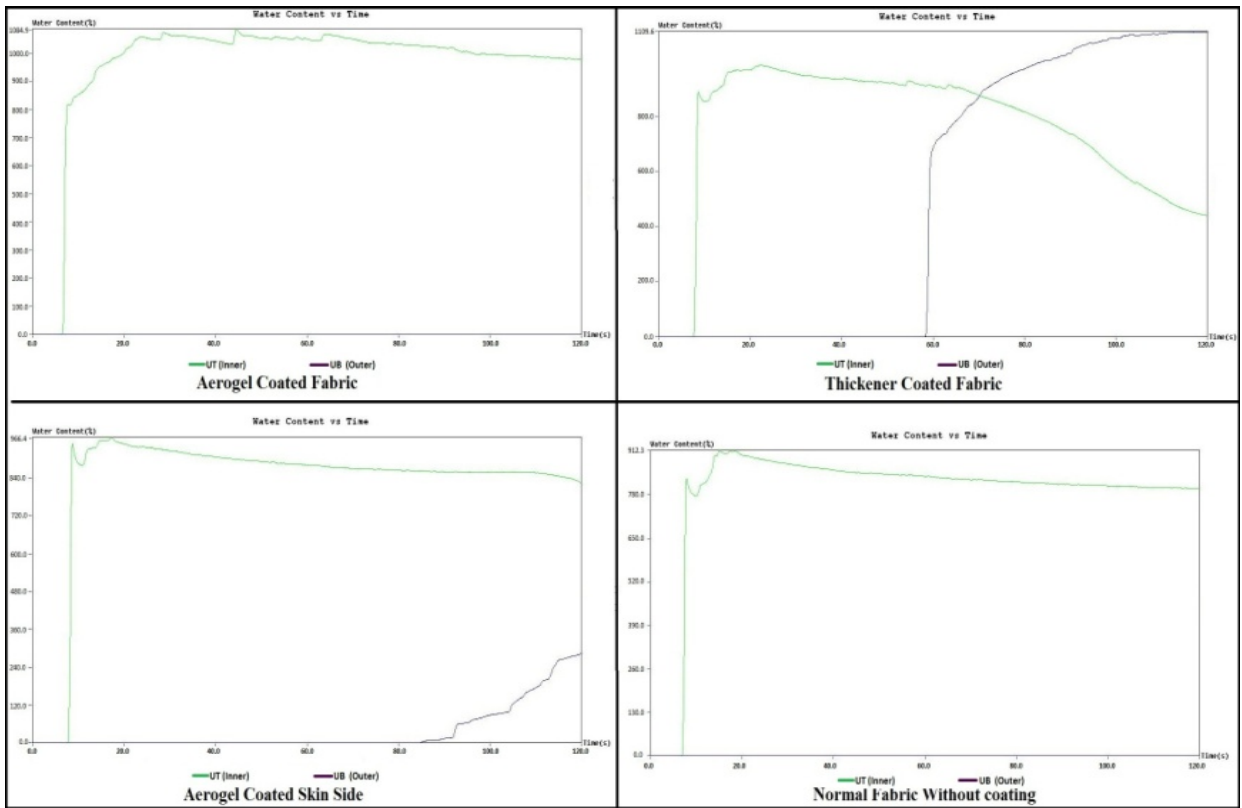 Water Content vs Time
Water Content(%)
1084.5
1000.0
900.0
800.0
700.0
600.0
500.0
400.0
300.0
200.0
100.0
0.0
0.0 20.0 40.0 60.0 80.0 100.0 120.0
Time(s)
UT (Inner) UB (Outer)
Aerogel Coated Fabric
Water Content vs Time
Water Content(%)
1109.6
800.0
600.0
400.0
200.0
0.0
0.0 20.0 40.0 60.0 80.0 100.0 120.0
Time(s)
UT (Inner) UB (Outer)
Thickener Coated Fabric
Water Content vs Time
Water Content(%)
966.4
840.0
720.0
600.0
480.0
360.0
240.0
120.0
0.0
0.0 20.0 40.0 60.0 80.0 100.0 120.0
Time(s)
UT (Inner) UB (Outer)
Aerogel Coated Skin Side
Water Content vs Time
Water Content(%)
913.3
780.0
650.0
520.0
390.0
260.0
130.0
0.0
0.0 20.0 40.0 60.0 80.0 100.0 120.0
Time(s)
UT (Inner) UB (Outer)
Normal Fabric Without coating